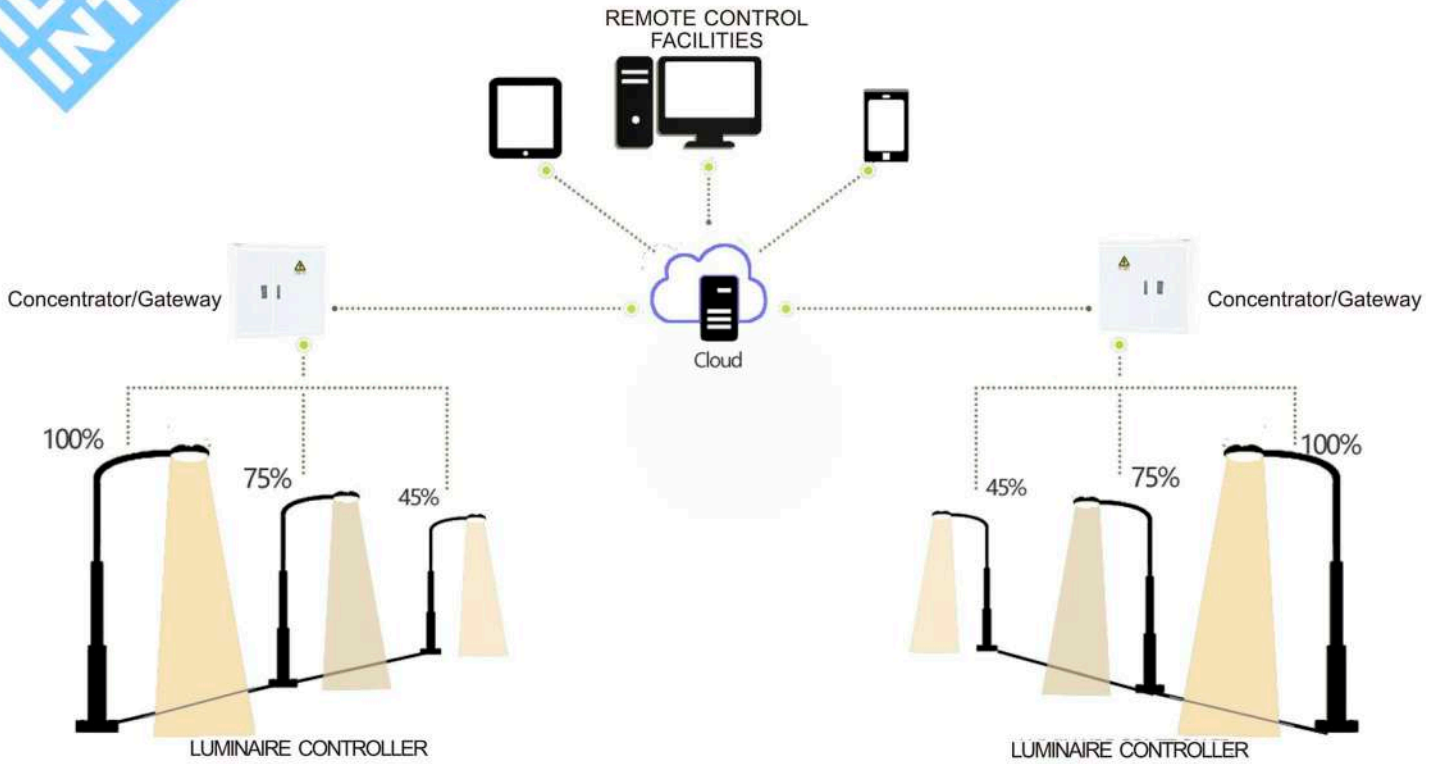 REMOTE CONTROL
FACILITIES
Concentrator/Gateway
Concentrator/Gateway
Cloud
100%
75%
45%
45%
75%
100%
LUMINAIRE CONTROLLER
LUMINAIRE CONTROLLER